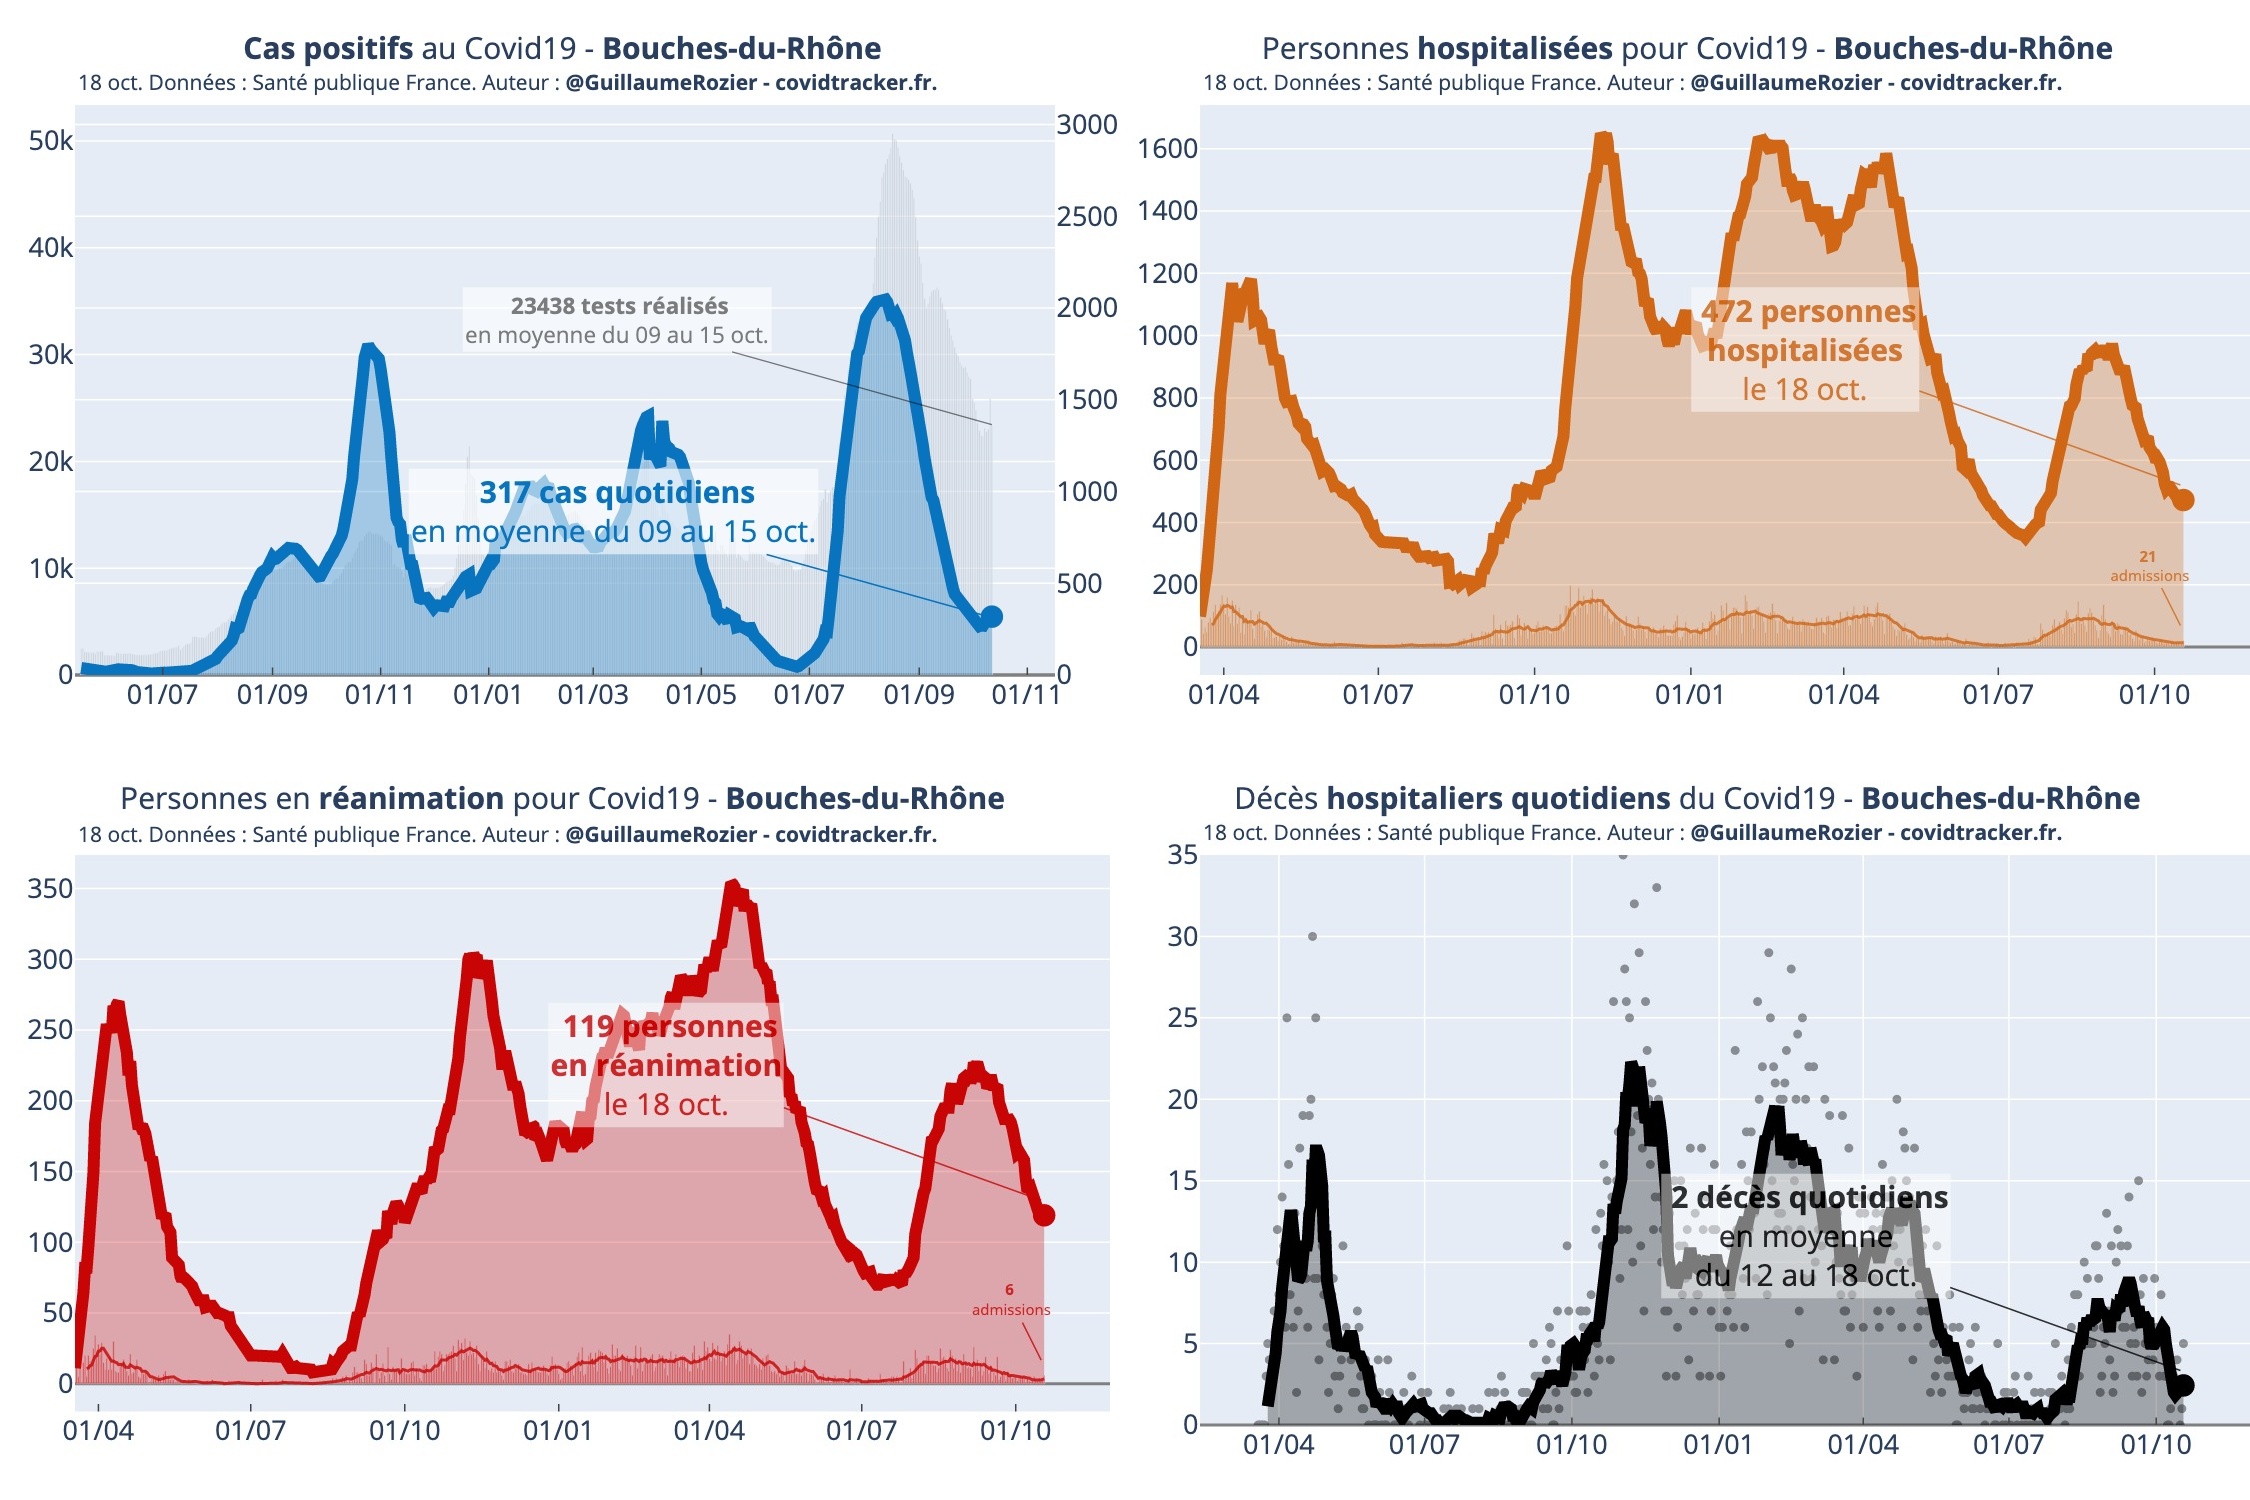 Cas positifs au Covid19 - Bouches-du-Rhône
18 oct. Données : Santé publique France. Auteur : @GuillaumeRozier - covidtracker.fr.
50k
40k
30k
20k
10k
0
3000
2500
2000
1500
1000
500
0
23438 tests réalisés
en moyenne du 09 au 15 oct.
317 cas quotidiens
en moyenne du 09 au 15 oct.
01/07 01/09 01/11 01/01 01/03 01/05 01/07 01/09 01/11
Personnes hospitalisées pour Covid19 - Bouches-du-Rhône
18 oct. Données : Santé publique France. Auteur : @GuillaumeRozier - covidtracker.fr.
1600
1400
1200
1000
800
600
400
200
0
472 personnes
hospitalisées
le 18 oct.
21
admissions
01/04 01/07 01/10 01/01 01/04 01/07 01/10
Personnes en réanimation pour Covid19 - Bouches-du-Rhône
18 oct. Données : Santé publique France. Auteur : @GuillaumeRozier - covidtracker.fr.
350
300
250
200
150
100
50
0
119 personnes
en réanimation
le 18 oct.
6
admissions
01/04 01/07 01/10 01/01 01/04 01/07 01/10
Décès hospitaliers quotidiens du Covid19 - Bouches-du-Rhône
18 oct. Données : Santé publique France. Auteur : @GuillaumeRozier - covidtracker.fr.
35
30
25
20
15
10
5
0
2 décès quotidiens
en moyenne
du 12 au 18 oct.
01/04 01/07 01/10 01/01 01/04 01/07 01/10